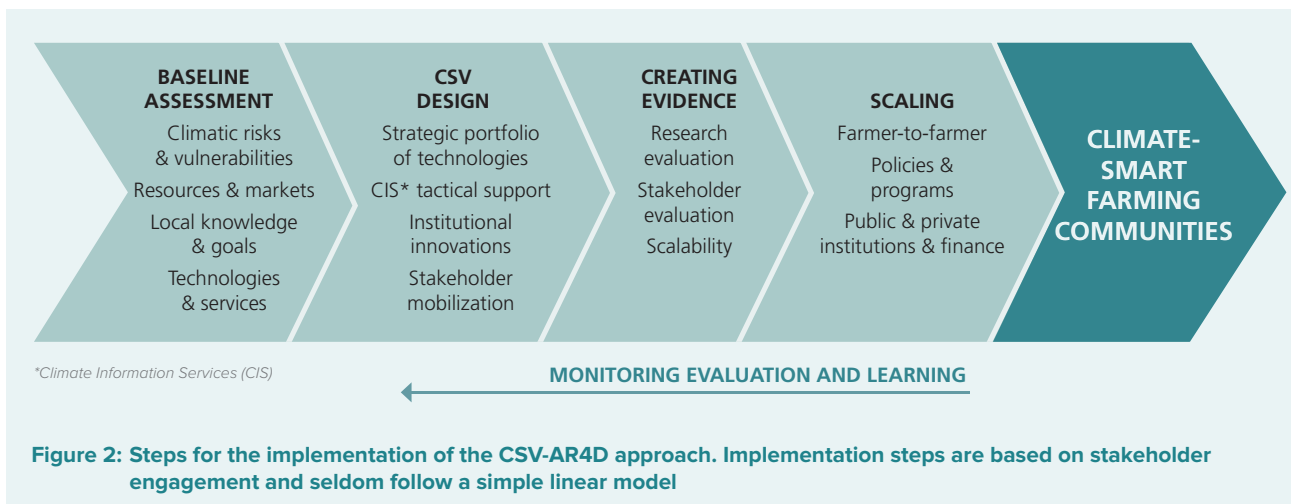 BASELINE
ASSESSMENT
Climatic risks
& vulnerabilities
Resources & markets
Local knowledge
& goals
Technologies
& services
CSV
DESIGN
Strategic portfolio
of technologies
CIS* tactical support
Institutional
innovations
Stakeholder
mobilization
CREATING
EVIDENCE
Research
evaluation
Stakeholder
evaluation
Scalability
SCALING
Farmer-to-farmer
Policies &
programs
Public & private
institutions & finance
CLIMATE-
SMART
FARMING
COMMUNITIES
*Climate Information Services (CIS)
MONITORING EVALUATION AND LEARNING
Figure 2: Steps for the implementation of the CSV-AR4D approach. Implementation steps are based on stakeholder
engagement and seldom follow a simple linear model